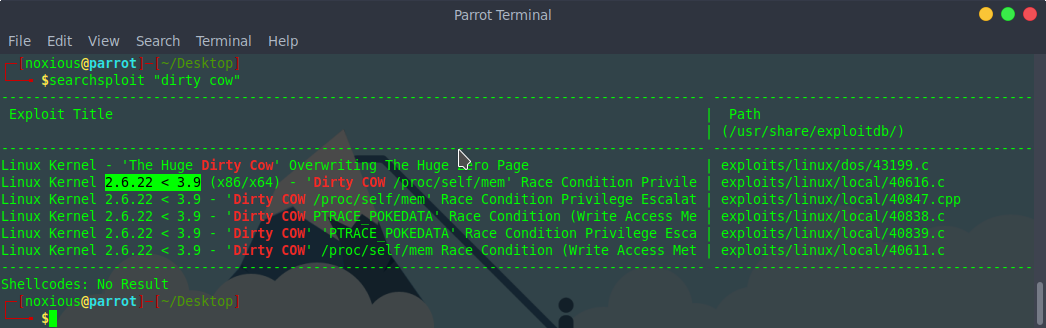 Parrot Terminal
File Edit View Search Terminal Help
[noxious@parrot] [~/Desktop]
$searchsploit "dirty cow"
---------------------------------------------------------------------------------------- ----------------------------------------
Exploit Title | Path
| (/usr/share/exploitdb/)
---------------------------------------------------------------------------------------- ----------------------------------------
Linux Kernel - 'The Huge Dirty Cow' Overwriting The Huge Zero Page | exploits/linux/dos/43199.c
Linux Kernel 2.6.22 < 3.9 (x86/x64) - 'Dirty COW /proc/self/mem' Race Condition Privile | exploits/linux/local/40616.c
Linux Kernel 2.6.22 < 3.9 - 'Dirty COW /proc/self/mem' Race Condition Privilege Escalat | exploits/linux/local/40847.cpp
Linux Kernel 2.6.22 < 3.9 - 'Dirty COW PTRACE_POKEDATA' Race Condition (Write Access Me | exploits/linux/local/40838.c
Linux Kernel 2.6.22 < 3.9 - 'Dirty COW' 'PTRACE_POKEDATA' Race Condition Privilege Esca | exploits/linux/local/40839.c
Linux Kernel 2.6.22 < 3.9 - 'Dirty COW' /proc/self/mem Race Condition (Write Access Met | exploits/linux/local/40611.c
---------------------------------------------------------------------------------------- ----------------------------------------
Shellcodes: No Result
[noxious@parrot] [~/Desktop]
$